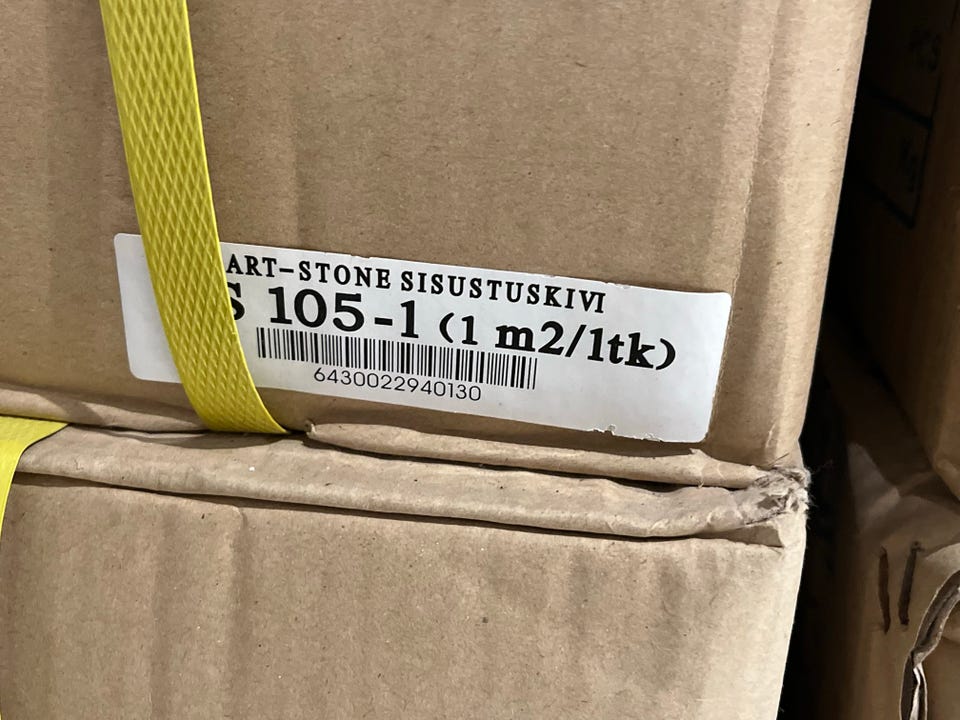 ART-STONE SISUSTUSKIVI
S 105-1 (1 m2/1tk)
6430022940130